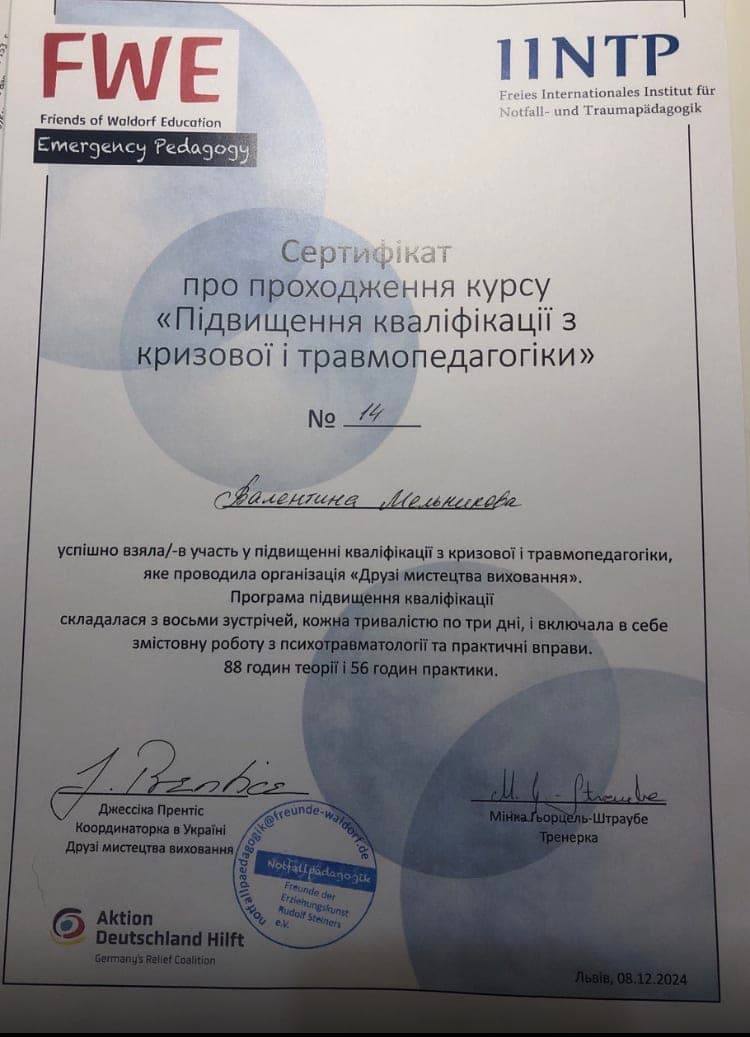 FWE
Friends of Waldorf Education
Emergency Pedagogy
IINTP
Freies Internationales Institut für
Notfall- und Traumapädagogik
Сертифікат
про проходження курсу
«Підвищення кваліфікації з
кризової і травмопедагогіки»
№ 14
Валентина Мельникова
успішно взяла/-в участь у підвищенні кваліфікації з кризової і травмопедагогіки,
яке проводила організація «Друзі мистецтва виховання».
Програма підвищення кваліфікації
складалася з восьми зустрічей, кожна тривалістю по три дні, і включала в себе
змістовну роботу з психотравматології та практичні вправи.
88 годин теорії і 56 годин практики.
J. Prentice
Джессіка Прентіс
Координаторка в Україні
Друзі мистецтва виховання
M. G-Straube
Мінка Гьорцель-Штраубе
Тренерка
notfallpaedagogik@freunde-waldorf.de
Notfallpädagogik
Freunde der
Erziehungskunst
Rudolf Steiners
e.V.
Aktion
Deutschland Hilft
Germany's Relief Coalition
Львів, 08.12.2024